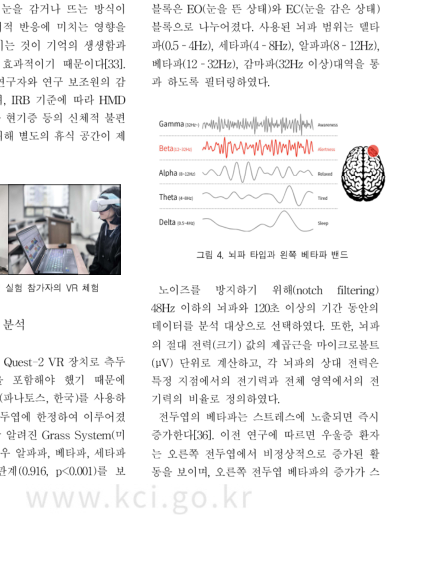 눈을 감거나 뜨는 방식이
적 반응에 미치는 영향을
기는 것이 기억의 생생함과
효과적이기 때문이다[33].
연구자와 연구 보조원의 감
, IRB 기준에 따라 HMD
현기증 등의 신체적 불편
해 별도의 휴식 공간이 제
실험 참가자의 VR 체험
분석
Quest-2 VR 장치로 측두
포함해야 했기 때문에
(파나토스, 한국)를 사용하
두엽에 한정하여 이루어졌
알려진 Grass System(미
우 알파파, 베타파, 세타파
관계(0.916, p<0.001)를 보
블록은 EO(눈을 뜬 상태)와 EC(눈을 감은 상태)
블록으로 나누어졌다. 사용된 뇌파 범위는 델타
파(0.5-4Hz), 세타파(4-8Hz), 알파파(8-12Hz),
베타파(12-32Hz), 감마파(32Hz 이상)대역을 통
과 하도록 필터링하였다.
Gamma Awareness
Beta Alertness
Alpha (8-12Hz) Relaxed
Theta (4-8Hz) Tired
Delta (0.5-4Hz) Sleep
그림 4. 뇌파 타입과 왼쪽 베타파 밴드
노이즈를 방지하기 위해(notch filtering)
48Hz 이하의 뇌파와 120초 이상의 기간 동안의
데이터를 분석 대상으로 선택하였다. 또한, 뇌파
의 절대 전력(크기) 값의 제곱근을 마이크로볼트
(μV) 단위로 계산하고, 각 뇌파의 상대 전력은
특정 지점에서의 전기력과 전체 영역에서의 전
기력의 비율로 정의하였다.
전두엽의 베타파는 스트레스에 노출되면 즉시
증가한다[36]. 이전 연구에 따르면 우울증 환자
는 오른쪽 전두엽에서 비정상적으로 증가된 활
동을 보이며, 오른쪽 전두엽 베타파의 증가가 스
www.kci.go.kr